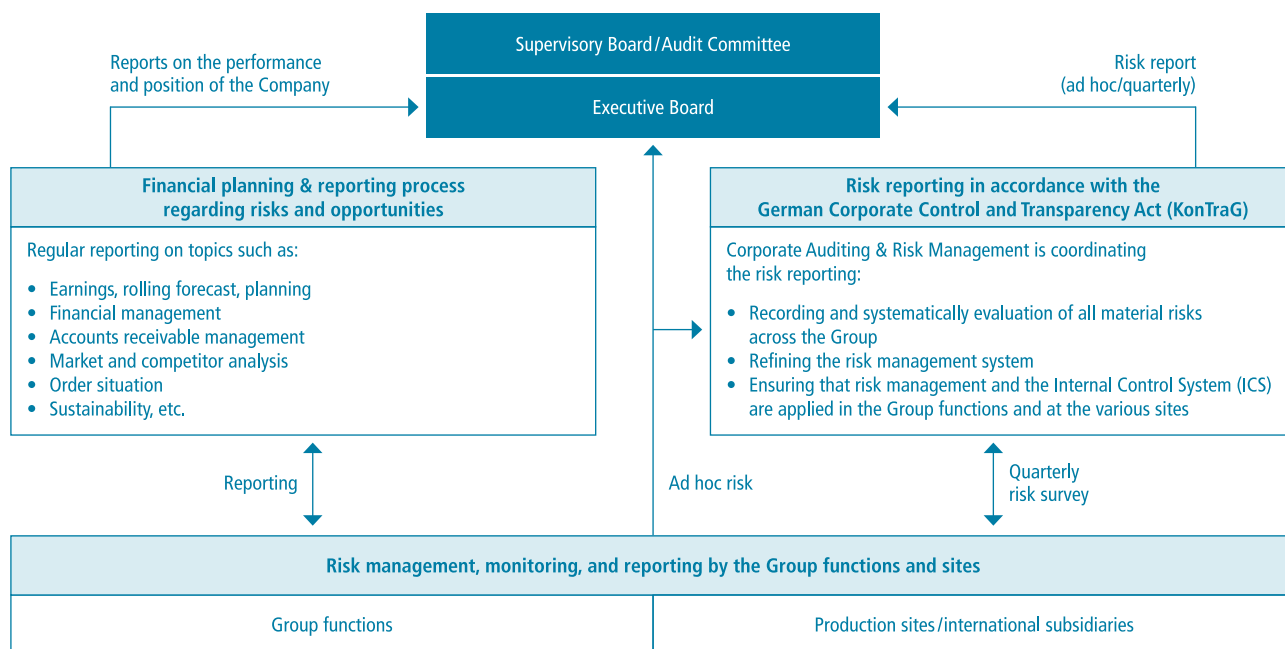 Supervisory Board/Audit Committee
Executive Board
Reports on the performance
and position of the Company
Risk report
(ad hoc/quarterly)
Financial planning & reporting process
regarding risks and opportunities
Regular reporting on topics such as:
• Earnings, rolling forecast, planning
• Financial management
• Accounts receivable management
• Market and competitor analysis
• Order situation
• Sustainability, etc.
Risk reporting in accordance with the
German Corporate Control and Transparency Act (KonTraG)
Corporate Auditing & Risk Management is coordinating
the risk reporting:
• Recording and systematically evaluation of all material risks
across the Group
• Refining the risk management system
• Ensuring that risk management and the Internal Control System (ICS)
are applied in the Group functions and at the various sites
Reporting
Ad hoc risk
Quarterly
risk survey
Risk management, monitoring, and reporting by the Group functions and sites
Group functions
Production sites/international subsidiaries